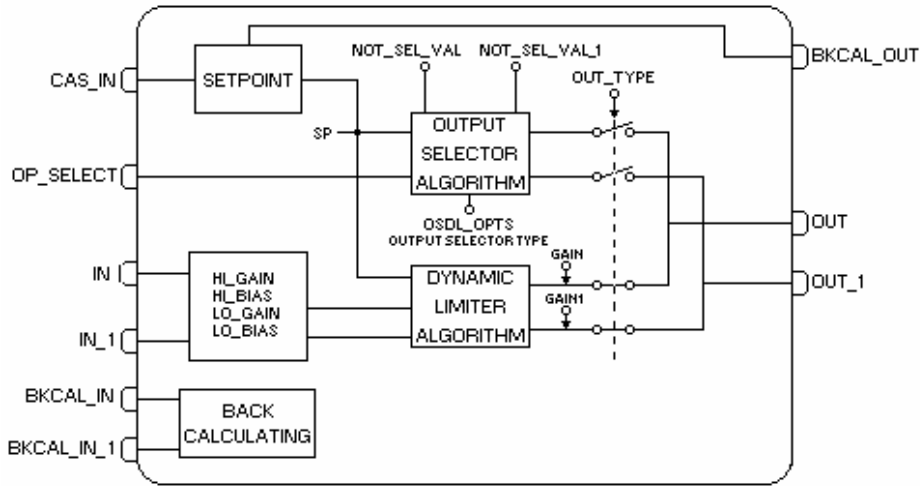 NOT_SEL_VAL
NOT_SEL_VAL_1
BKCAL_OUT
CAS_IN
SETPOINT
OUT_TYPE
SP
OUTPUT
SELECTOR
ALGORITHM
OP_SELECT
OSDL_OPTS
OUTPUT SELECTOR TYPE
OUT
IN
HI_GAIN
HI_BIAS
LO_GAIN
LO_BIAS
DYNAMIC
LIMITER
ALGORITHM
GAIN
GAIN1
OUT_1
IN_1
BKCAL_IN
BKCAL_IN_1
BACK
CALCULATING